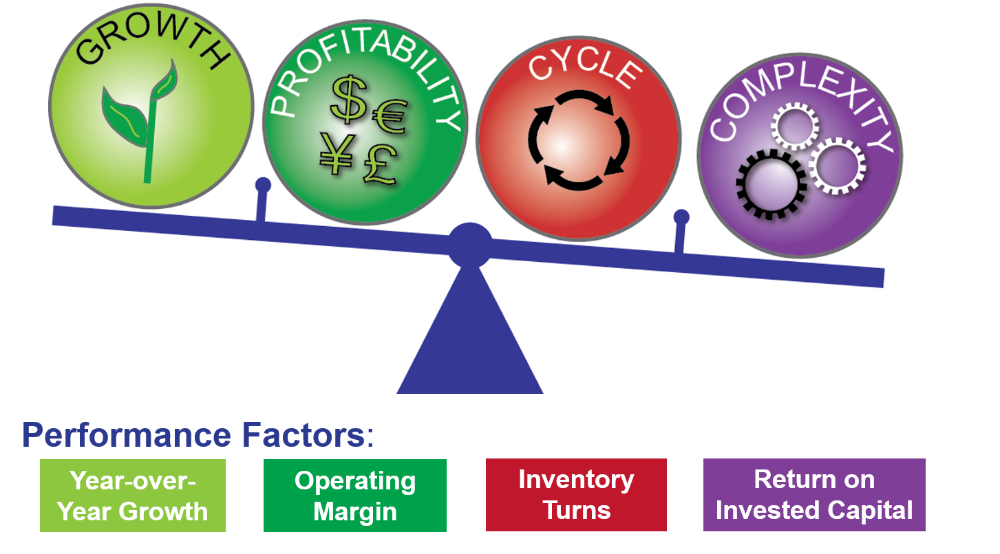 GROWTH
PROFITABILITY
CYCLE
COMPLEXITY
$ €
¥ £
Performance Factors:
Year-over-
Year Growth
Operating
Margin
Inventory
Turns
Return on
Invested Capital